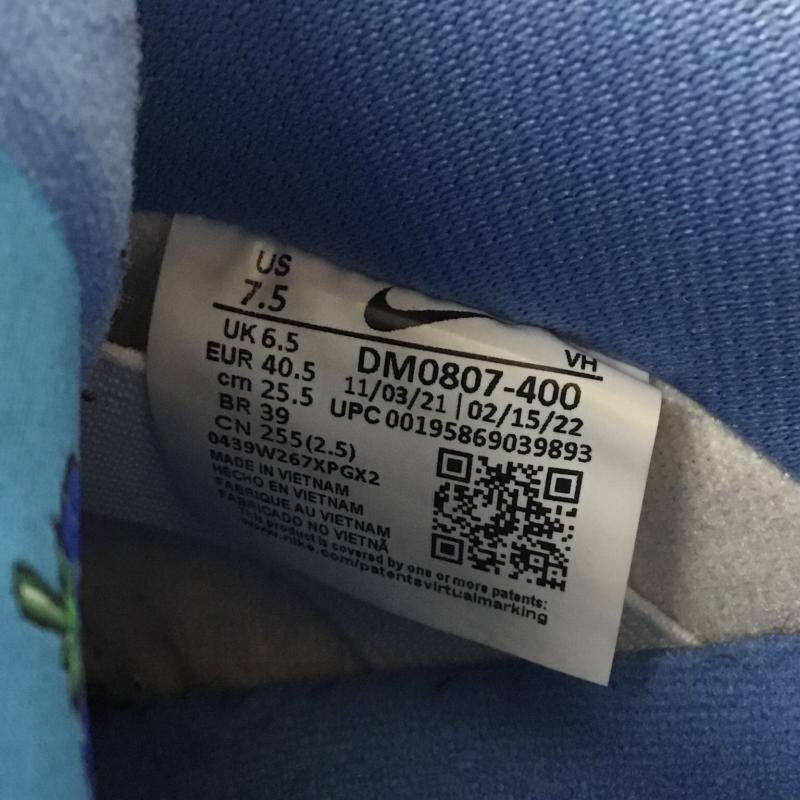 US
7.5
VH
UK 6.5
EUR 40.5
cm 25.5
BR 39
CN 255(2.5)
DM0807-400
11/03/21 | 02/15/22
UPC 00195869039893
0439W267XPGX2
MADE IN VIETNAM
HECHO EN VIETNAM
FABRIQUE AU VIETNAM
FABRICADO NO VIETNÃ
This product is covered by one or more patents:
www.nike.com/patentsvirtualmarking